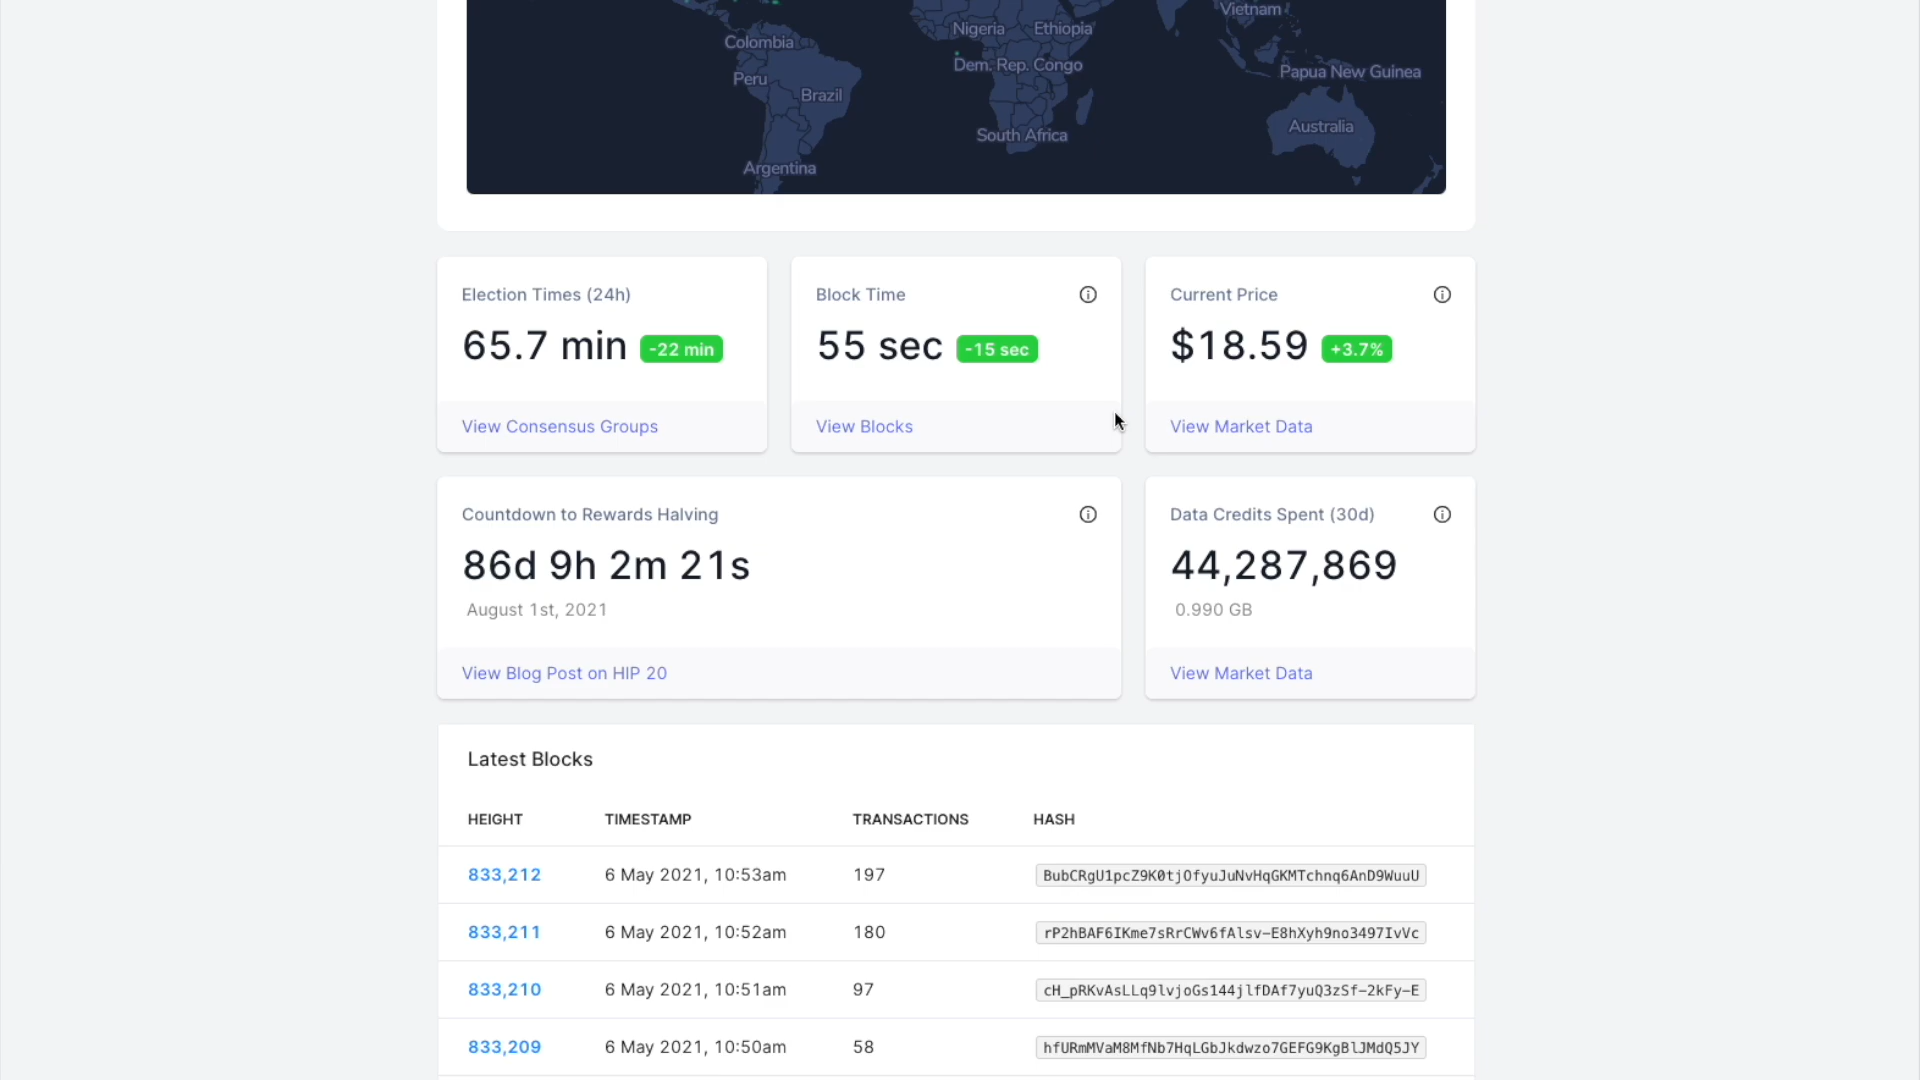 Vietnam
Nigeria Ethiopia
Colombia
Dem. Rep. Congo
Papua New Guinea
Peru
Brazil
Australia
South Africa
Argentina
Election Times (24h)
65.7 min -22 min
View Consensus Groups
Block Time
55 sec -15 sec
View Blocks
Current Price
$18.59 +3.7%
View Market Data
Countdown to Rewards Halving
86d 9h 2m 21s
August 1st, 2021
View Blog Post on HIP 20
Data Credits Spent (30d)
44,287,869
0.990 GB
View Market Data
Latest Blocks
HEIGHT TIMESTAMP TRANSACTIONS HASH
833,212 6 May 2021, 10:53am 197 BubCRgU1pcZ9K0tjOfyuJuNvHqGKMTchnq6AnD9WuuU
833,211 6 May 2021, 10:52am 180 rP2hBAF6IKme7sRrCWv6fAlsv-E8hXyh9no3497IvVc
833,210 6 May 2021, 10:51am 97 cH_pRKvAsLLq9lvjoGs144jlfDAf7yuQ3zSf-2kFy-E
833,209 6 May 2021, 10:50am 58 hfURmMVaM8MfNb7HqLGbJkdwzo7GEFG9KgBlJMdQ5JY